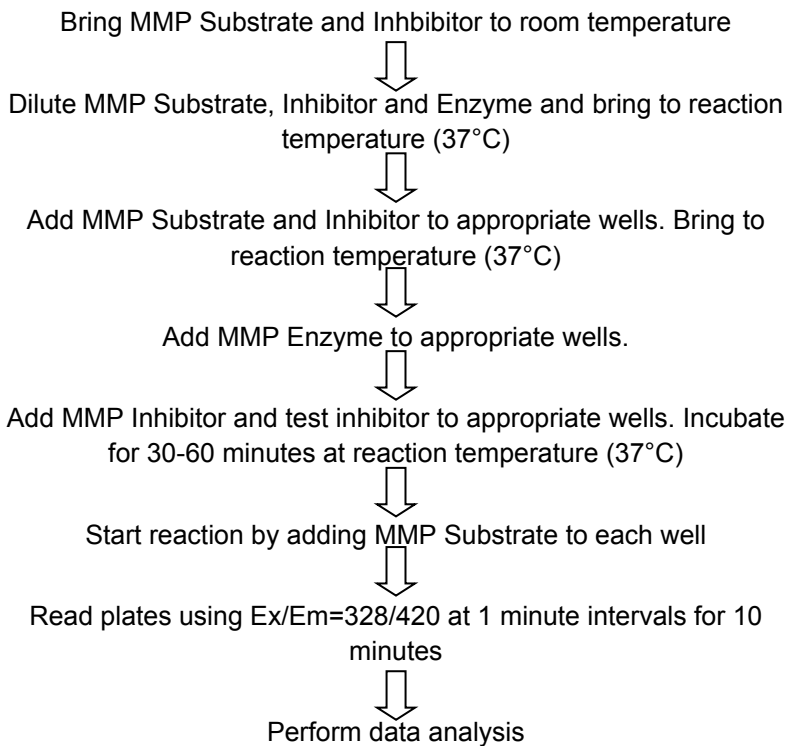 Bring MMP Substrate and Inhbibitor to room temperature
Dilute MMP Substrate, Inhibitor and Enzyme and bring to reaction
temperature (37°C)
Add MMP Substrate and Inhibitor to appropriate wells. Bring to
reaction temperature (37°C)
Add MMP Enzyme to appropriate wells.
Add MMP Inhibitor and test inhibitor to appropriate wells. Incubate
for 30-60 minutes at reaction temperature (37°C)
Start reaction by adding MMP Substrate to each well
Read plates using Ex/Em=328/420 at 1 minute intervals for 10
minutes
Perform data analysis